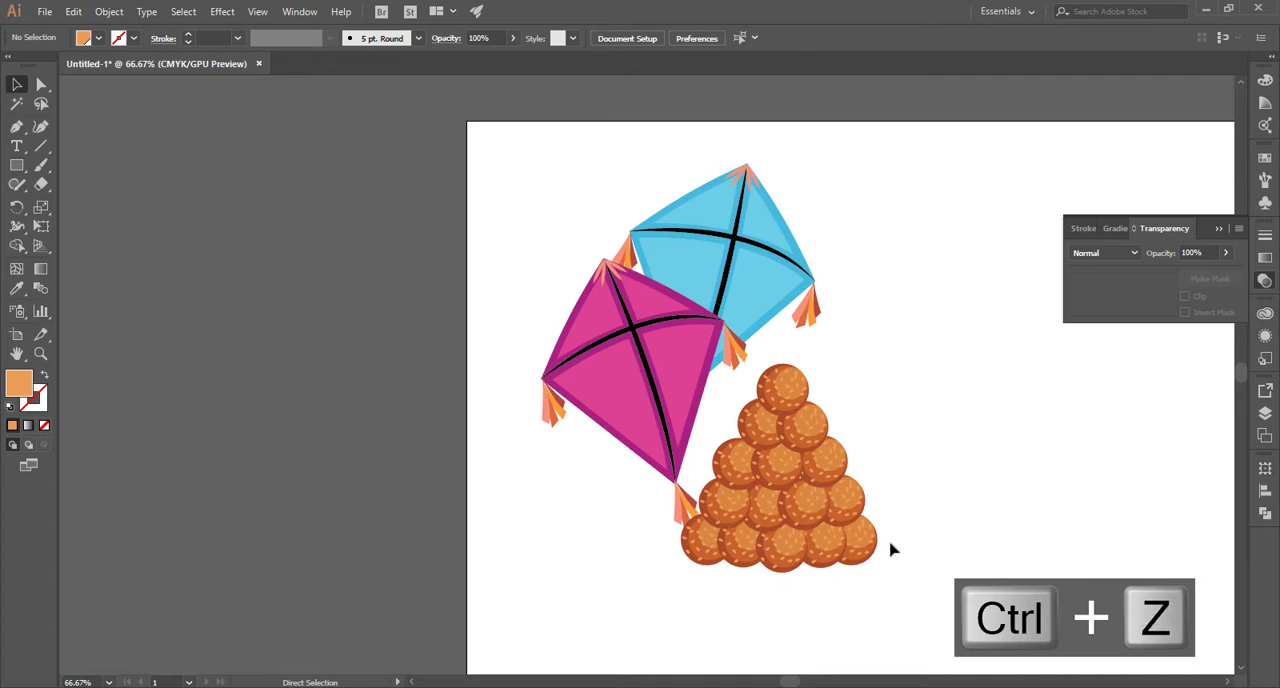 Ai File Edit Object Type Select Effect View Window Help Br St Essentials Search Adobe Stock
No Selection Stroke: 5 pt. Round Opacity: 100% Style: Document Setup Preferences
Untitled-1* @ 66.67% (CMYK/GPU Preview)
Stroke Gradie Transparency
Normal Opacity: 100%
Make Mask
Clip
Invert Mask
Ctrl + Z
66.67% 1 Direct Selection